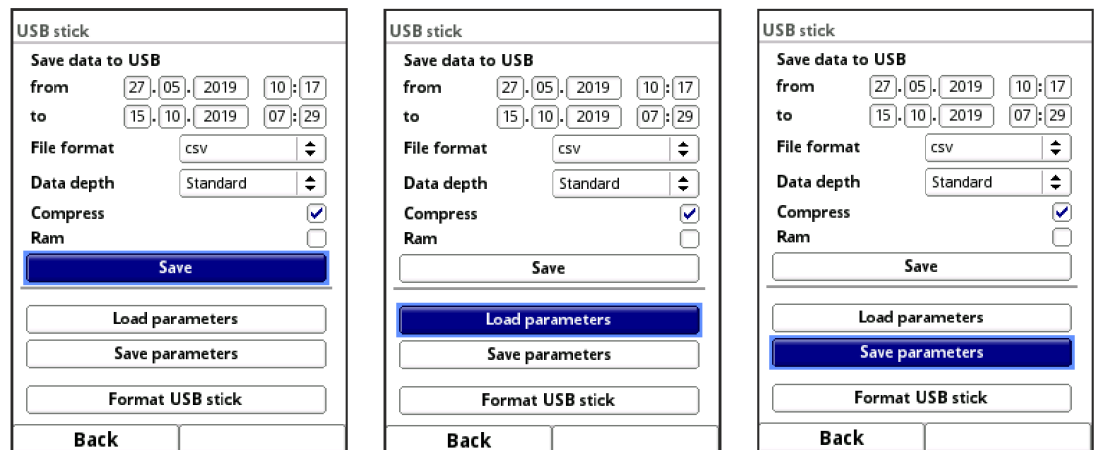 USB stick
Save data to USB
from 27. 05. 2019 10: 17
to 15. 10. 2019 07: 29
File format csv
Data depth Standard
Compress
Ram
Save
Load parameters
Save parameters
Format USB stick
Back
USB stick
Save data to USB
from 27. 05. 2019 10: 17
to 15. 10. 2019 07: 29
File format csv
Data depth Standard
Compress
Ram
Save
Load parameters
Save parameters
Format USB stick
Back
USB stick
Save data to USB
from 27. 05. 2019 10: 17
to 15. 10. 2019 07: 29
File format csv
Data depth Standard
Compress
Ram
Save
Load parameters
Save parameters
Format USB stick
Back